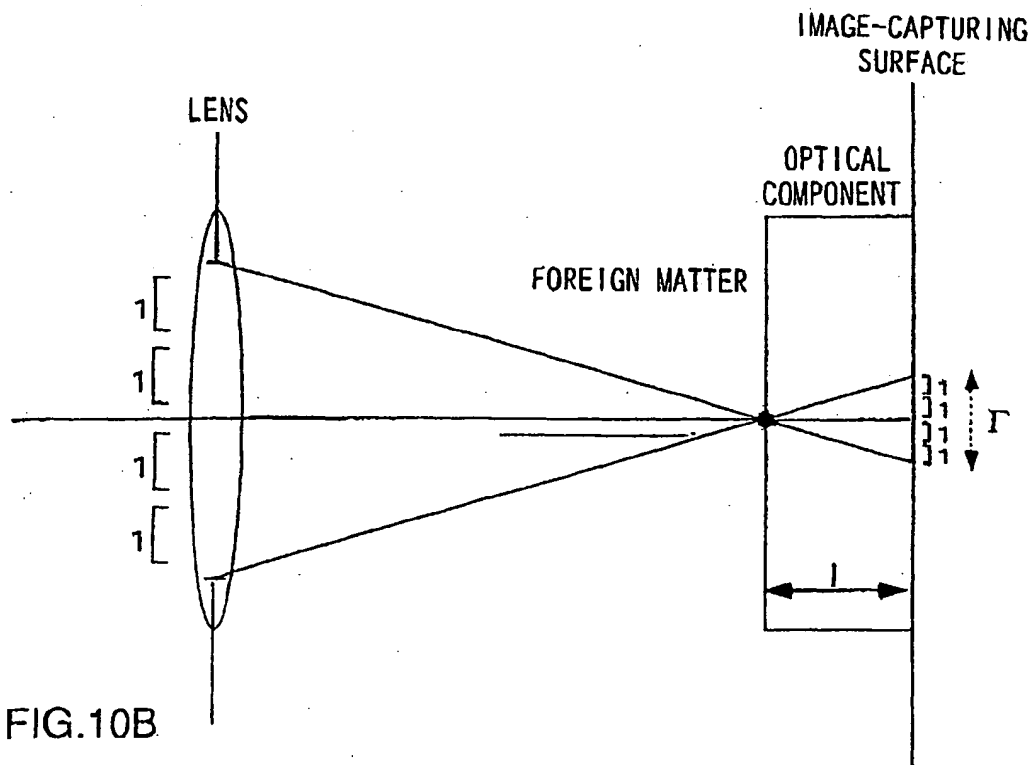 IMAGE-CAPTURING
SURFACE
LENS
OPTICAL
COMPONENT
FOREIGN MATTER
1
1
1
1
1
1
1
1
Γ
l
FIG.10B